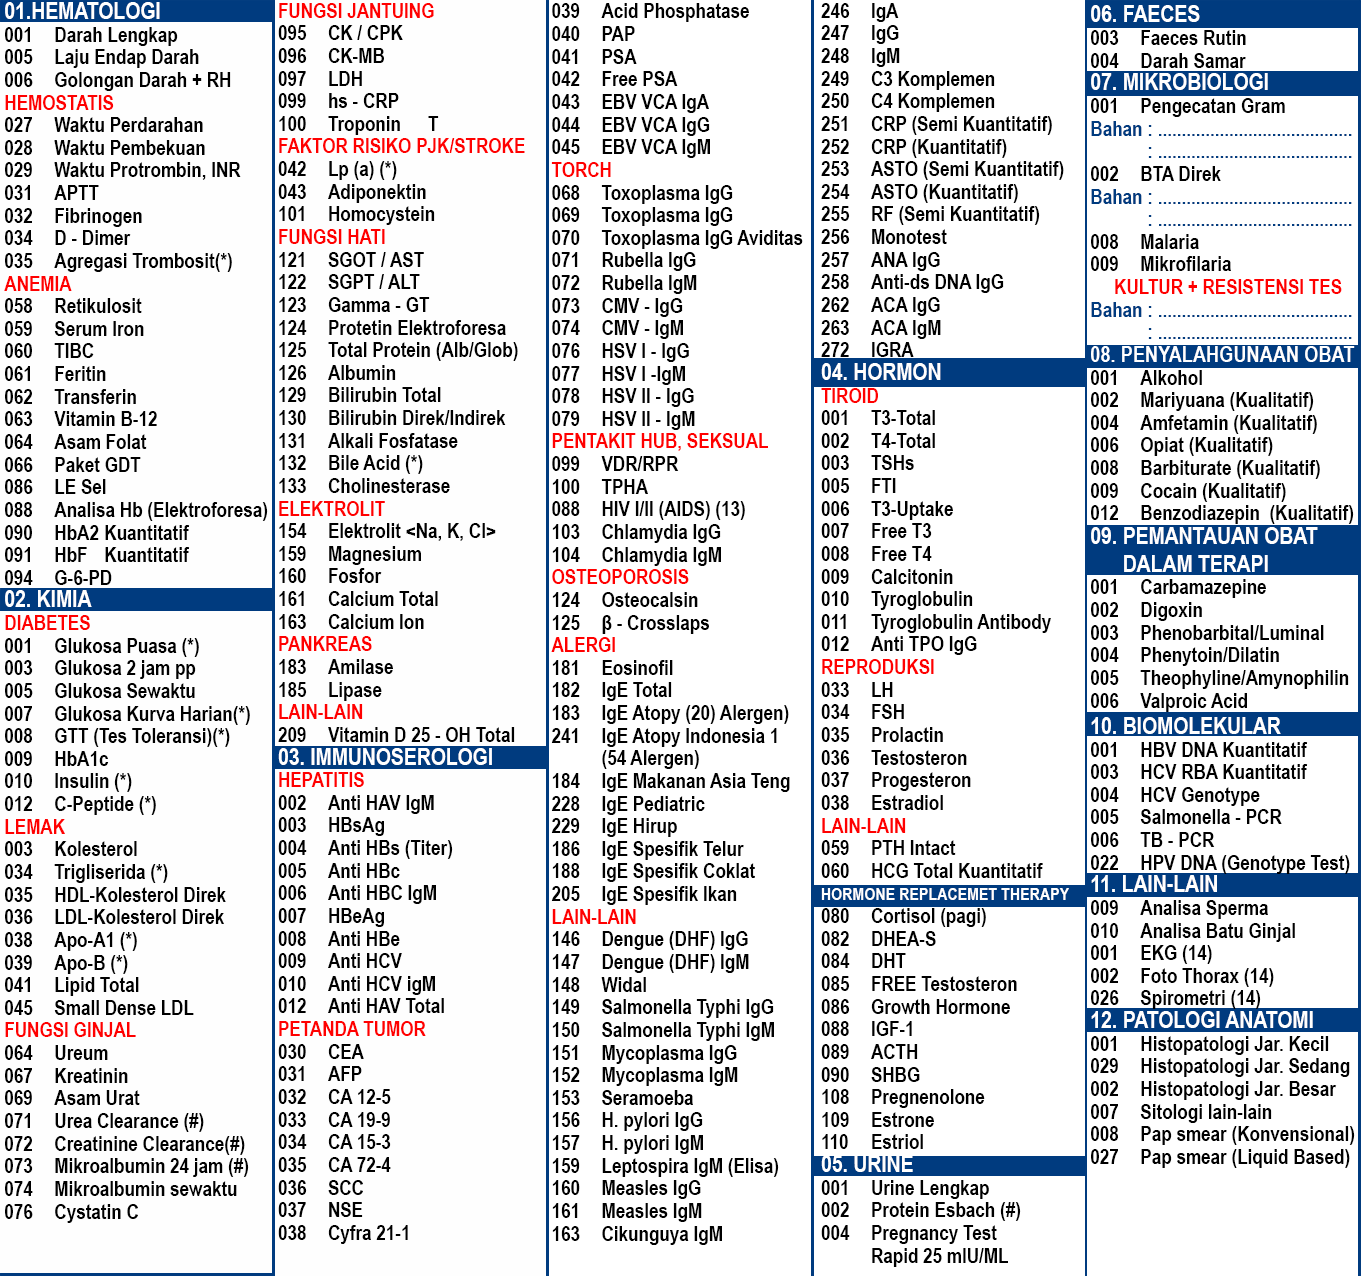 01.HEMATOLOGI
001 Darah Lengkap
005 Laju Endap Darah
006 Golongan Darah + RH
HEMOSTATIS
027 Waktu Perdarahan
028 Waktu Pembekuan
029 Waktu Protrombin, INR
031 APTT
032 Fibrinogen
034 D - Dimer
035 Agregasi Trombosit(*)
ANEMIA
058 Retikulosit
059 Serum Iron
060 TIBC
061 Feritin
062 Transferin
063 Vitamin B-12
064 Asam Folat
066 Paket GDT
086 LE Sel
088 Analisa Hb (Elektroforesa)
090 HbA2 Kuantitatif
091 HbF Kuantitatif
094 G-6-PD
02. KIMIA
DIABETES
001 Glukosa Puasa (*)
003 Glukosa 2 jam pp
005 Glukosa Sewaktu
007 Glukosa Kurva Harian(*)
008 GTT (Tes Toleransi)(*)
009 HbA1c
010 Insulin (*)
012 C-Peptide (*)
LEMAK
003 Kolesterol
034 Trigliserida (*)
035 HDL-Kolesterol Direk
036 LDL-Kolesterol Direk
038 Apo-A1 (*)
039 Apo-B (*)
041 Lipid Total
045 Small Dense LDL
FUNGSI GINJAL
064 Ureum
067 Kreatinin
069 Asam Urat
071 Urea Clearance (#)
072 Creatinine Clearance(#)
073 Mikroalbumin 24 jam (#)
074 Mikroalbumin sewaktu
076 Cystatin C
FUNGSI JANTUING
095 CK / CPK
096 CK-MB
097 LDH
099 hs - CRP
100 Troponin T
FAKTOR RISIKO PJK/STROKE
042 Lp (a) (*)
043 Adiponektin
101 Homocystein
FUNGSI HATI
121 SGOT / AST
122 SGPT / ALT
123 Gamma - GT
124 Protetin Elektroforesa
125 Total Protein (Alb/Glob)
126 Albumin
129 Bilirubin Total
130 Bilirubin Direk/Indirek
131 Alkali Fosfatase
132 Bile Acid (*)
133 Cholinesterase
ELEKTROLIT
154 Elektrolit <Na, K, Cl>
159 Magnesium
160 Fosfor
161 Calcium Total
163 Calcium Ion
PANKREAS
183 Amilase
185 Lipase
LAIN-LAIN
209 Vitamin D 25 - OH Total
03. IMMUNOSEROLOGI
HEPATITIS
002 Anti HAV IgM
003 HBsAg
004 Anti HBs (Titer)
005 Anti HBc
006 Anti HBC IgM
007 HBeAg
008 Anti HBe
009 Anti HCV
010 Anti HCV igM
012 Anti HAV Total
PETANDA TUMOR
030 CEA
031 AFP
032 CA 12-5
033 CA 19-9
034 CA 15-3
035 CA 72-4
036 SCC
037 NSE
038 Cyfra 21-1
039 Acid Phosphatase
040 PAP
041 PSA
042 Free PSA
043 EBV VCA IgA
044 EBV VCA IgG
045 EBV VCA IgM
TORCH
068 Toxoplasma IgG
069 Toxoplasma IgG
070 Toxoplasma IgG Aviditas
071 Rubella IgG
072 Rubella IgM
073 CMV - IgG
074 CMV - IgM
076 HSV I - IgG
077 HSV I -IgM
078 HSV II - IgG
079 HSV II - IgM
PENTAKIT HUB, SEKSUAL
099 VDR/RPR
100 TPHA
088 HIV I/II (AIDS) (13)
103 Chlamydia IgG
104 Chlamydia IgM
OSTEOPOROSIS
124 Osteocalsin
125 β - Crosslaps
ALERGI
181 Eosinofil
182 IgE Total
183 IgE Atopy (20) Alergen)
241 IgE Atopy Indonesia 1
(54 Alergen)
184 IgE Makanan Asia Teng
228 IgE Pediatric
229 IgE Hirup
186 IgE Spesifik Telur
188 IgE Spesifik Coklat
205 IgE Spesifik Ikan
LAIN-LAIN
146 Dengue (DHF) IgG
147 Dengue (DHF) IgM
148 Widal
149 Salmonella Typhi IgG
150 Salmonella Typhi IgM
151 Mycoplasma IgG
152 Mycoplasma IgM
153 Seramoeba
156 H. pylori IgG
157 H. pylori IgM
159 Leptospira IgM (Elisa)
160 Measles IgG
161 Measles IgM
163 Cikunguya IgM
246 IgA
247 IgG
248 IgM
249 C3 Komplemen
250 C4 Komplemen
251 CRP (Semi Kuantitatif)
252 CRP (Kuantitatif)
253 ASTO (Semi Kuantitatif)
254 ASTO (Kuantitatif)
255 RF (Semi Kuantitatif)
256 Monotest
257 ANA IgG
258 Anti-ds DNA IgG
262 ACA IgG
263 ACA IgM
272 IGRA
04. HORMON
TIROID
001 T3-Total
002 T4-Total
003 TSHs
005 FTI
006 T3-Uptake
007 Free T3
008 Free T4
009 Calcitonin
010 Tyroglobulin
011 Tyroglobulin Antibody
012 Anti TPO IgG
REPRODUKSI
033 LH
034 FSH
035 Prolactin
036 Testosteron
037 Progesteron
038 Estradiol
LAIN-LAIN
059 PTH Intact
060 HCG Total Kuantitatif
HORMONE REPLACEMET THERAPY
080 Cortisol (pagi)
082 DHEA-S
084 DHT
085 FREE Testosteron
086 Growth Hormone
088 IGF-1
089 ACTH
090 SHBG
108 Pregnenolone
109 Estrone
110 Estriol
05. URINE
001 Urine Lengkap
002 Protein Esbach (#)
004 Pregnancy Test
Rapid 25 mlU/ML
06. FAECES
003 Faeces Rutin
004 Darah Samar
07. MIKROBIOLOGI
001 Pengecatan Gram
Bahan : ........................................
: ........................................
002 BTA Direk
Bahan : ........................................
: ........................................
008 Malaria
009 Mikrofilaria
KULTUR + RESISTENSI TES
Bahan : ........................................
: ........................................
08. PENYALAHGUNAAN OBAT
001 Alkohol
002 Mariyuana (Kualitatif)
004 Amfetamin (Kualitatif)
006 Opiat (Kualitatif)
008 Barbiturate (Kualitatif)
009 Cocain (Kualitatif)
012 Benzodiazepin (Kualitatif)
09. PEMANTAUAN OBAT
DALAM TERAPI
001 Carbamazepine
002 Digoxin
003 Phenobarbital/Luminal
004 Phenytoin/Dilatin
005 Theophyline/Amynophilin
006 Valproic Acid
10. BIOMOLEKULAR
001 HBV DNA Kuantitatif
003 HCV RBA Kuantitatif
004 HCV Genotype
005 Salmonella - PCR
006 TB - PCR
022 HPV DNA (Genotype Test)
11. LAIN-LAIN
009 Analisa Sperma
010 Analisa Batu Ginjal
001 EKG (14)
002 Foto Thorax (14)
026 Spirometri (14)
12. PATOLOGI ANATOMI
001 Histopatologi Jar. Kecil
029 Histopatologi Jar. Sedang
002 Histopatologi Jar. Besar
007 Sitologi lain-lain
008 Pap smear (Konvensional)
027 Pap smear (Liquid Based)